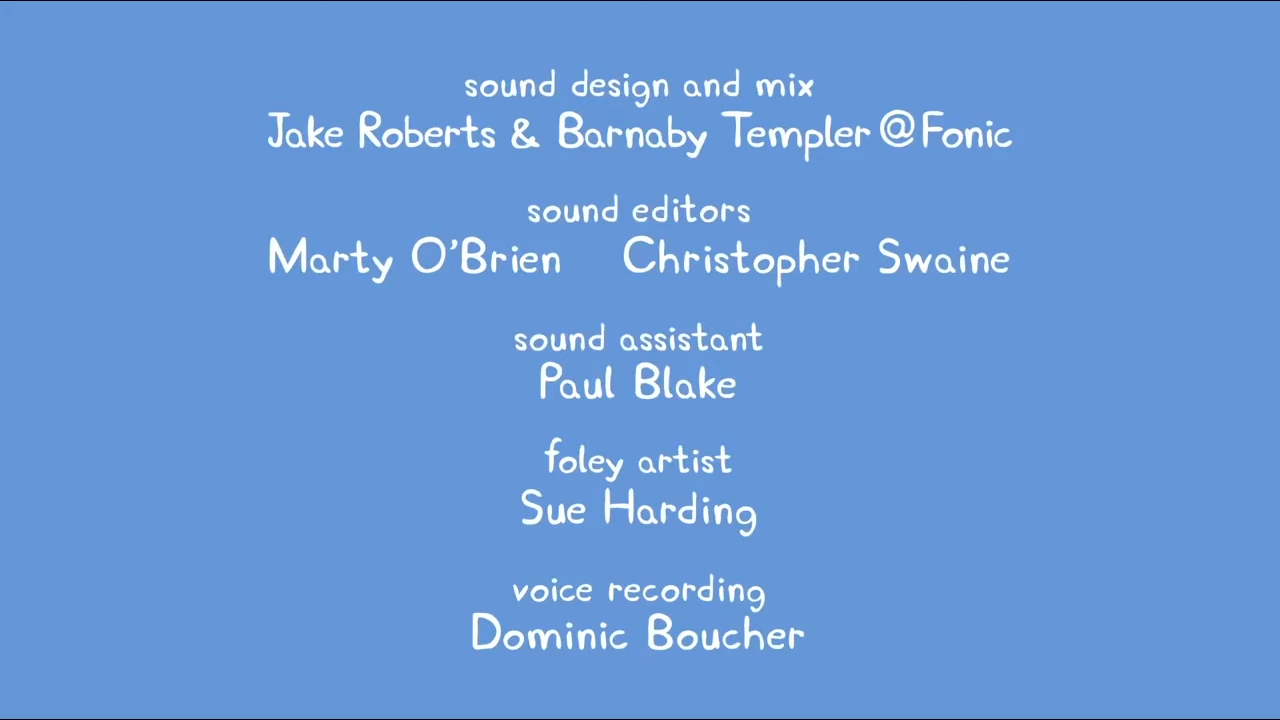 sound design and mix
Jake Roberts & Barnaby Templer @ Fonic
sound editors
Marty O'Brien Christopher Swaine
sound assistant
Paul Blake
foley artist
Sue Harding
voice recording
Dominic Boucher